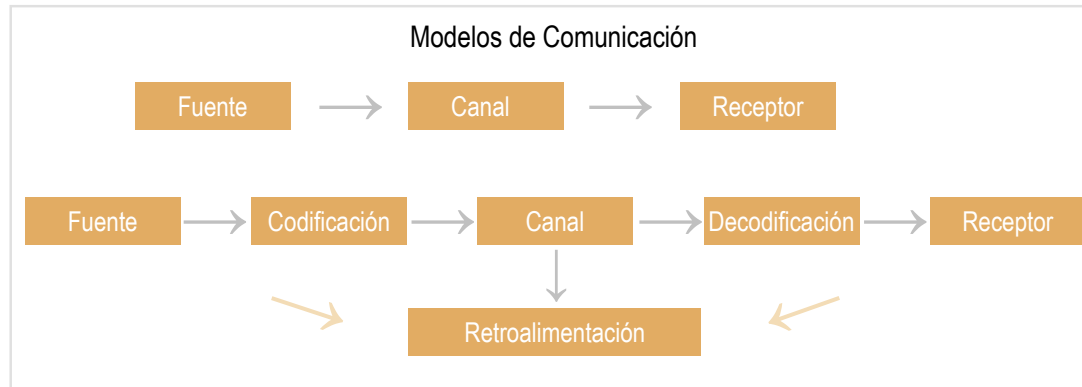 Modelos de Comunicación
Fuente Canal Receptor
Fuente Codificación Canal Decodificación Receptor
Retroalimentación